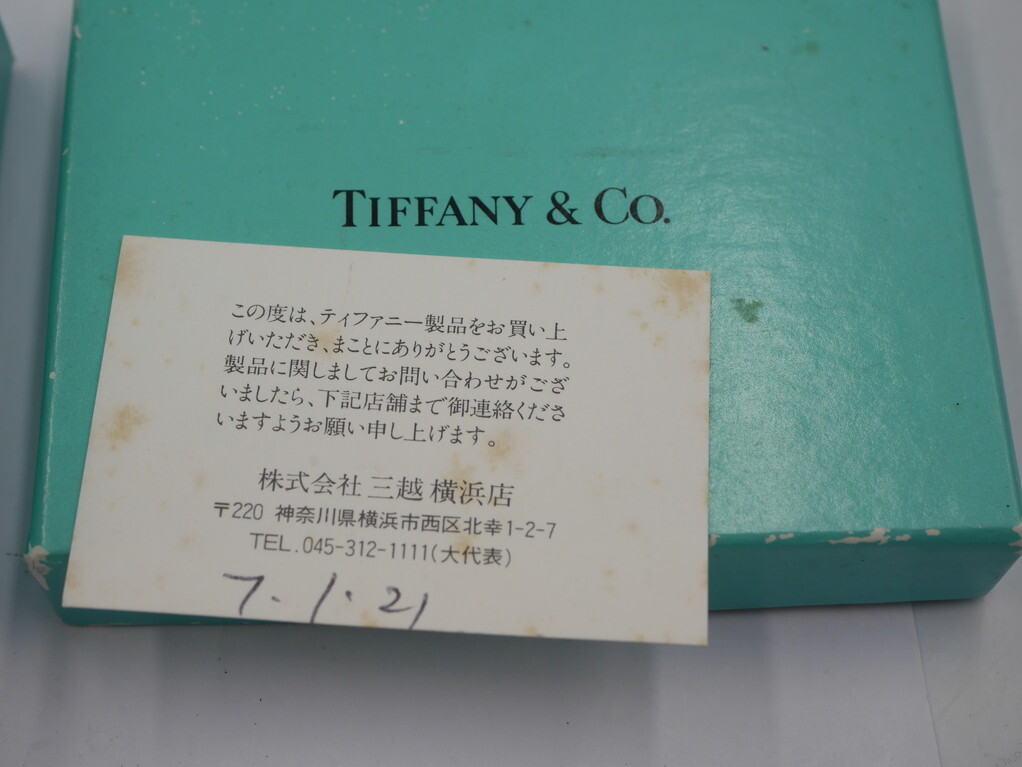 TIFFANY & CO.
この度は、ティファニー製品をお買い上
げいただき、まことにありがとうございます。
製品に関しましてお問い合わせがござ
いましたら、下記店舗まで御連絡くださ
いますようお願い申し上げます。
株式会社 三越 横浜店
〒220 神奈川県横浜市西区北幸1-2-7
TEL.045-312-1111(大代表)
7.1.21